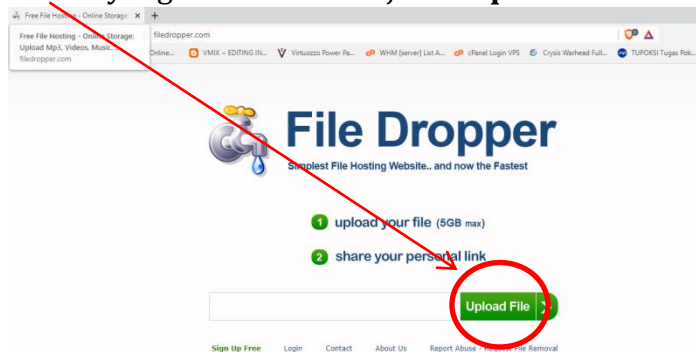 Free File Hosting - Online Storage: × +
Free File Hosting - Online Storage:
Upload Mp3, Videos, Music.
filedropper.com
filedropper.com
Online... VMIX ~ EDITING IN... Virtuozzo Power Pa... WHM [server] List A... cPanel Login VPS Crysis Warhead Full... TUPOKSI Tugas Pok...
File Dropper
Simplest File Hosting Website.. and now the Fastest
1 upload your file (5GB max)
2 share your personal link
Upload File
Sign Up Free Login Contact About Us Report Abuse - Request File Removal